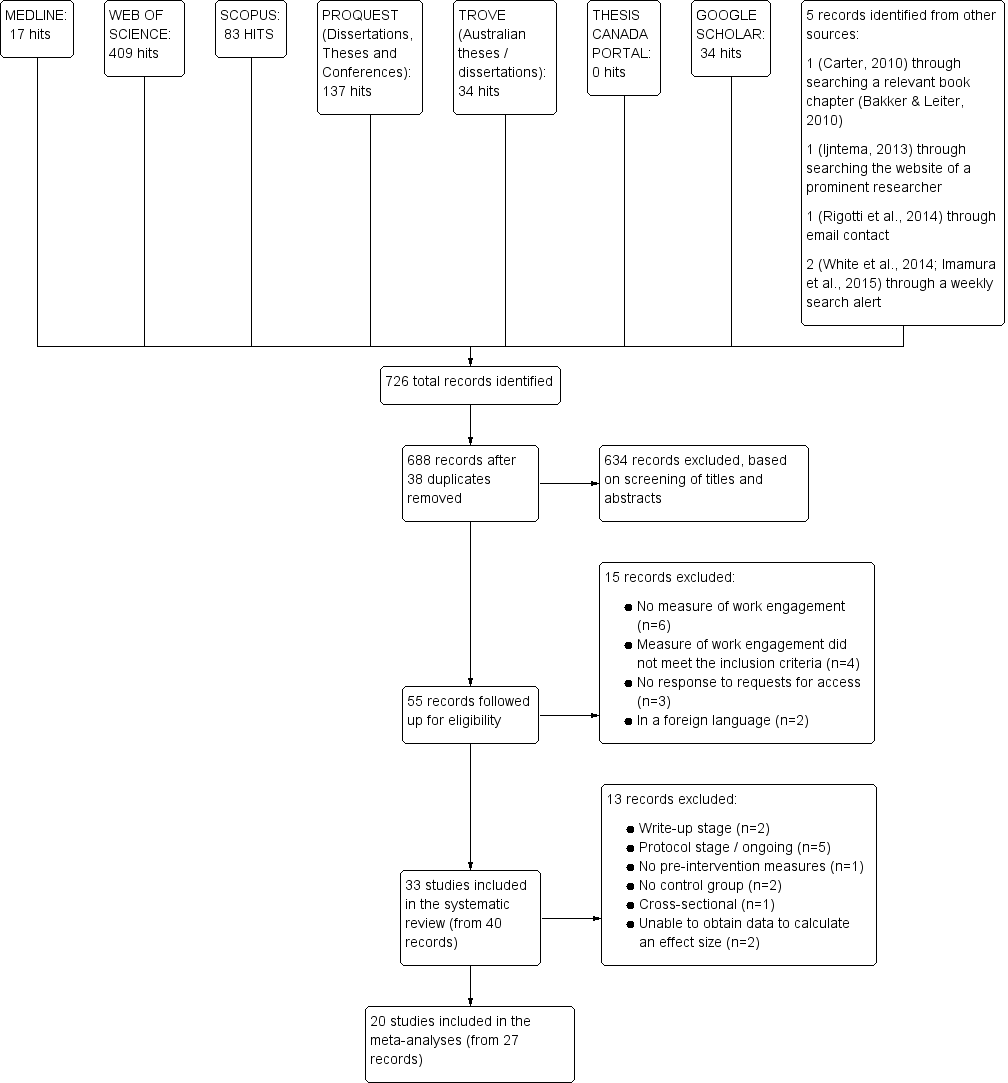 MEDLINE:
17 hits
WEB OF
SCIENCE:
409 hits
SCOPUS:
83 HITS
PROQUEST
(Dissertations,
Theses and
Conferences):
137 hits
TROVE
(Australian
theses /
dissertations):
34 hits
THESIS
CANADA
PORTAL:
0 hits
GOOGLE
SCHOLAR:
34 hits
5 records identified from other
sources:
1 (Carter, 2010) through
searching a relevant book
chapter (Bakker & Leiter,
2010)
1 (Ijntema, 2013) through
searching the website of a
prominent researcher
1 (Rigotti et al., 2014) through
email contact
2 (White et al., 2014; Imamura
et al., 2015) through a weekly
search alert
726 total records identified
688 records after
38 duplicates
removed
634 records excluded, based
on screening of titles and
abstracts
15 records excluded:
● No measure of work engagement
(n=6)
● Measure of work engagement did
not meet the inclusion criteria (n=4)
● No response to requests for access
(n=3)
● In a foreign language (n=2)
55 records followed
up for eligibility
13 records excluded:
● Write-up stage (n=2)
● Protocol stage / ongoing (n=5)
● No pre-intervention measures (n=1)
● No control group (n=2)
● Cross-sectional (n=1)
● Unable to obtain data to calculate
an effect size (n=2)
33 studies included
in the systematic
review (from 40
records)
20 studies included in the
meta-analyses (from 27
records)